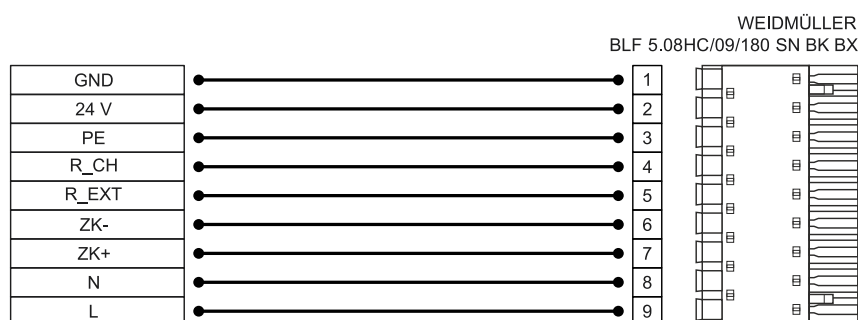 WEIDMÜLLER
BLF 5.08HC/09/180 SN BK BX
GND 1
24 V 2
PE 3
R_CH 4
R_EXT 5
ZK- 6
ZK+ 7
N 8
L 9